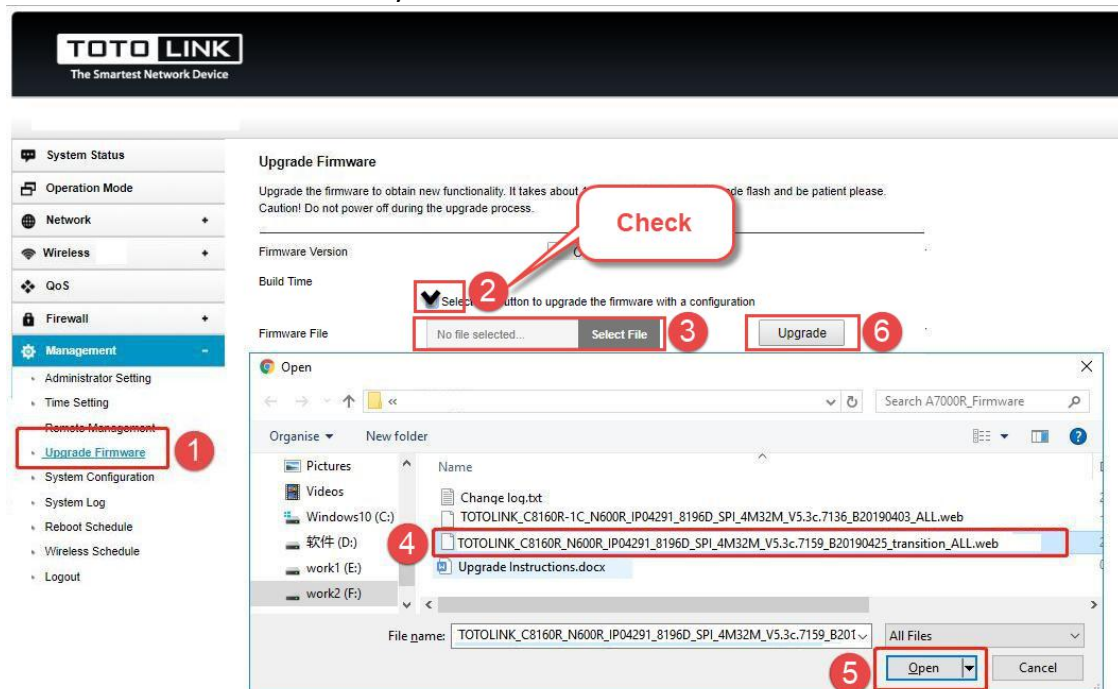 TOTO LINK
The Smartest Network Device
System Status
Operation Mode
Network +
Wireless +
QoS
Firewall +
Management -
Administrator Setting
Time Setting
Remote Management
Upgrade Firmware
1
System Configuration
System Log
Reboot Schedule
Wireless Schedule
Logout
Upgrade Firmware
Upgrade the firmware to obtain new functionality. It takes about flash and be patient please.
Caution! Do not power off during the upgrade process.
Check
Firmware Version
Build Time
2
button to upgrade the firmware with a configuration
Firmware File
No file selected...
Select File
3
Upgrade
6
Open
«
Search A7000R_Firmware
Organise
New folder
Pictures
Videos
Windows10 (C:)
软件 (D:)
work1 (E:)
work2 (F:)
Name
Change log.txt
TOTOLINK_C8160R-1C_N600R_IP04291_8196D_SPI_4M32M_V5.3c.7136_B20190403_ALL.web
4
TOTOLINK_C8160R_N600R_IP04291_8196D_SPI_4M32M_V5.3c.7159_B20190425_transition_ALL.web
Upgrade Instructions.docx
File name:
TOTOLINK_C8160R_N600R_IP04291_8196D_SPI_4M32M_V5.3c.7159_B201
All Files
5
Open
Cancel